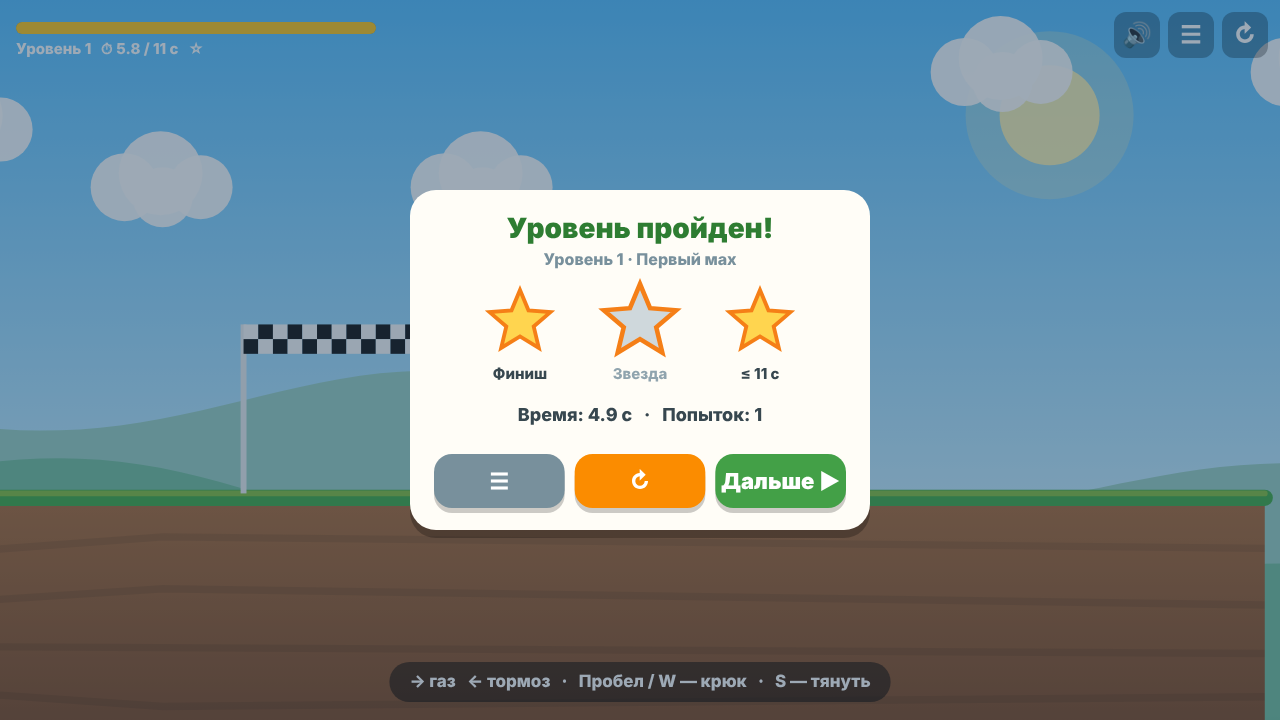 Уровень 1 ⏱ 5.8 / 11 с ☆
Уровень пройден!
Уровень 1 · Первый мах
Финиш
Звезда
≤ 11 с
Время: 4.9 с · Попыток: 1
Дальше ▶
→ газ ← тормоз · Пробел / W — крюк · S — тянуть